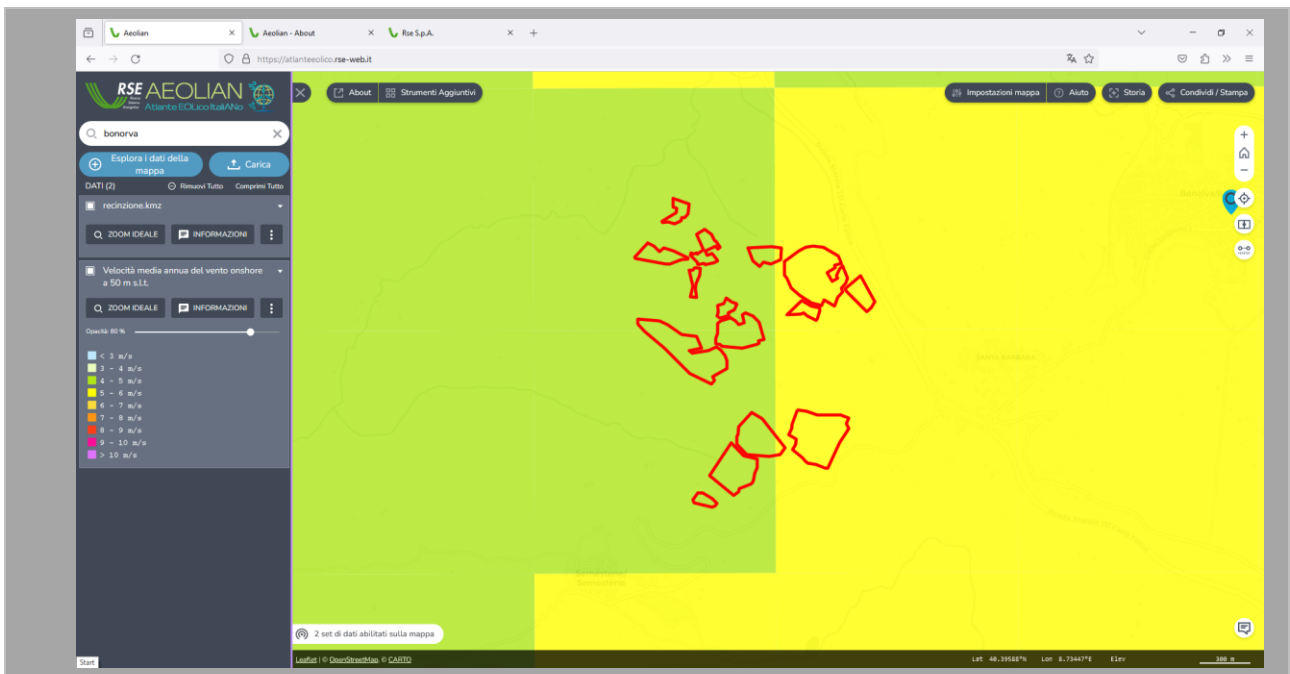 Aeolian
Aeolian - About
Rse S.p.A.
https://atlanteeolico.rse-web.it
RSE AEOLIAN
Atlante EOLico ItaliANo
About
Strumenti Aggiuntivi
Impostazioni mappa
Aiuto
Storia
Condividi / Stampa
bonorva
Esplora i dati della
mappa
Carica
DATI (2)
Rimuovi Tutto
Comprimi Tutto
recinzione.kmz
ZOOM IDEALE
INFORMAZIONI
Velocità media annua del vento onshore
a 50 m s.l.t.
ZOOM IDEALE
INFORMAZIONI
Opacità: 80 %
< 3 m/s
3 - 4 m/s
4 - 5 m/s
5 - 6 m/s
6 - 7 m/s
7 - 8 m/s
8 - 9 m/s
9 - 10 m/s
> 10 m/s
SANTA BARBARA
Semestene/
Semestene
2 set di dati abilitati sulla mappa
Start
Leaflet | © OpenStreetMap, © CARTO
Lat 40.39588°N Lon 8.73447°E Elev
300 m